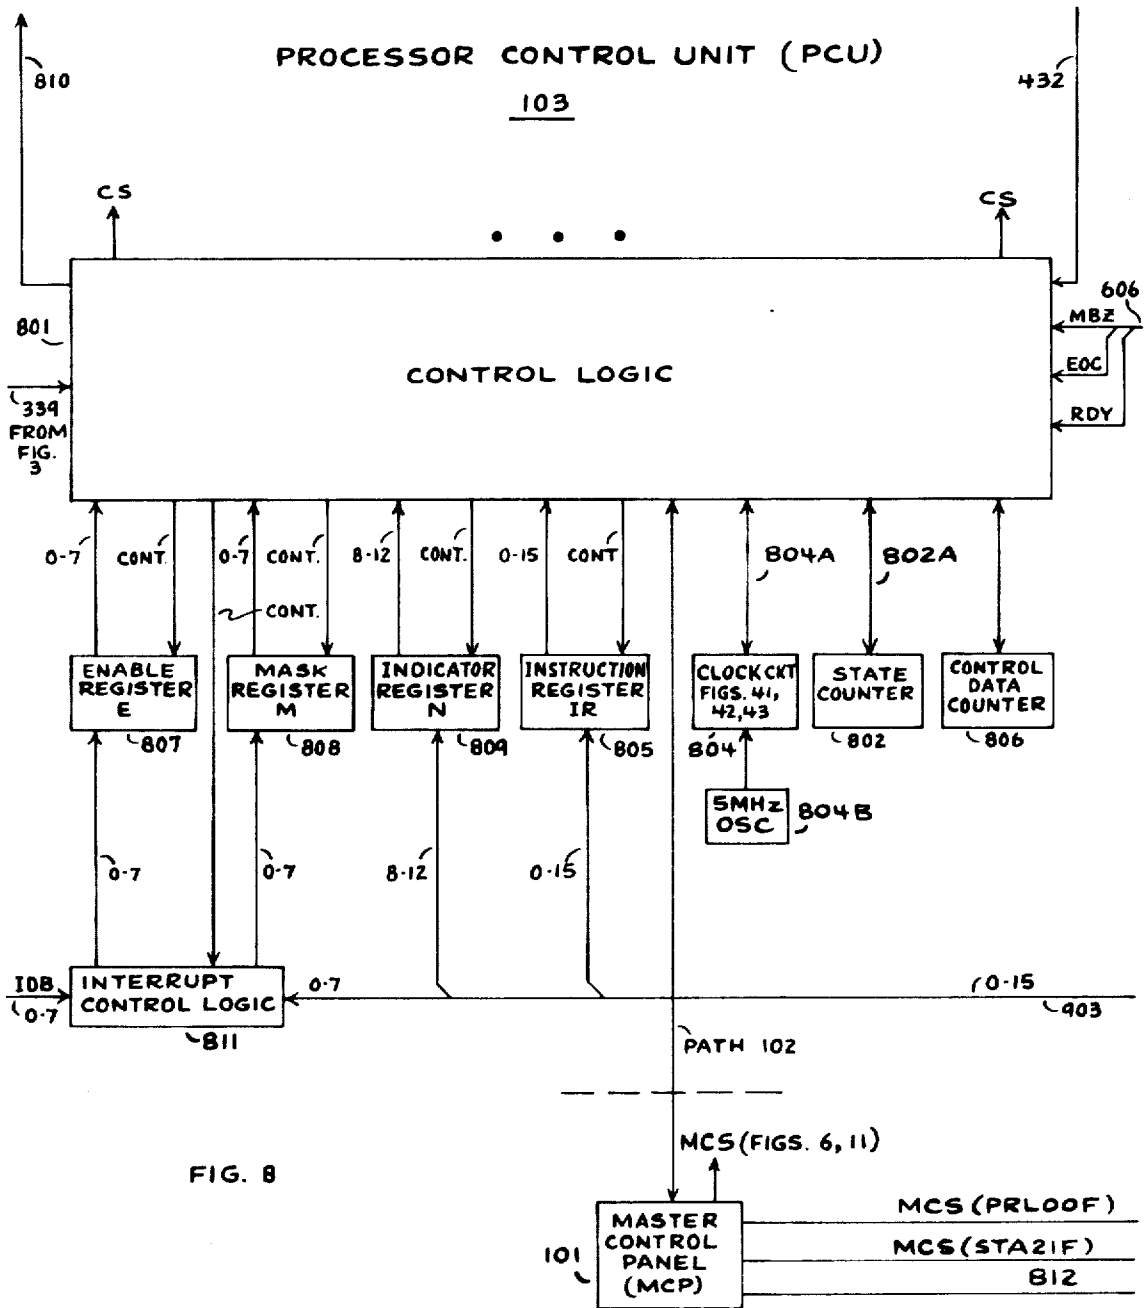 PROCESSOR CONTROL UNIT (PCU)
103
810
432
CS
CS
801
606
MBZ
EOC
RDY
CONTROL LOGIC
339
FROM
FIG.
3
0-7
CONT.
0-7
CONT.
8-12
CONT.
0-15
CONT
CONT.
804A
802A
ENABLE
REGISTER
E
MASK
REGISTER
M
INDICATOR
REGISTER
N
INSTRUCTION
REGISTER
IR
CLOCK CKT
FIGS. 41,
42,43
STATE
COUNTER
CONTROL
DATA
COUNTER
807
808
809
805
804
802
806
5MHz
OSC
804B
0-7
0-7
8-12
0-15
IDB
0-7
INTERRUPT
CONTROL LOGIC
0-7
0-15
903
811
PATH 102
MCS (FIGS. 6, 11)
FIG. 8
MASTER
CONTROL
PANEL
(MCP)
101
MCS (PRL00F)
MCS (STA21F)
812